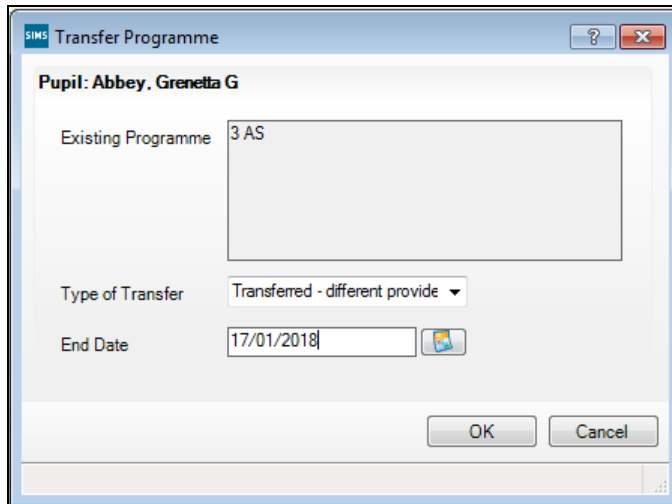 SIMS Transfer Programme ?
Pupil: Abbey, Grenetta G
Existing Programme 3 AS
Type of Transfer Transferred - different provide
End Date 17/01/2018
OK Cancel